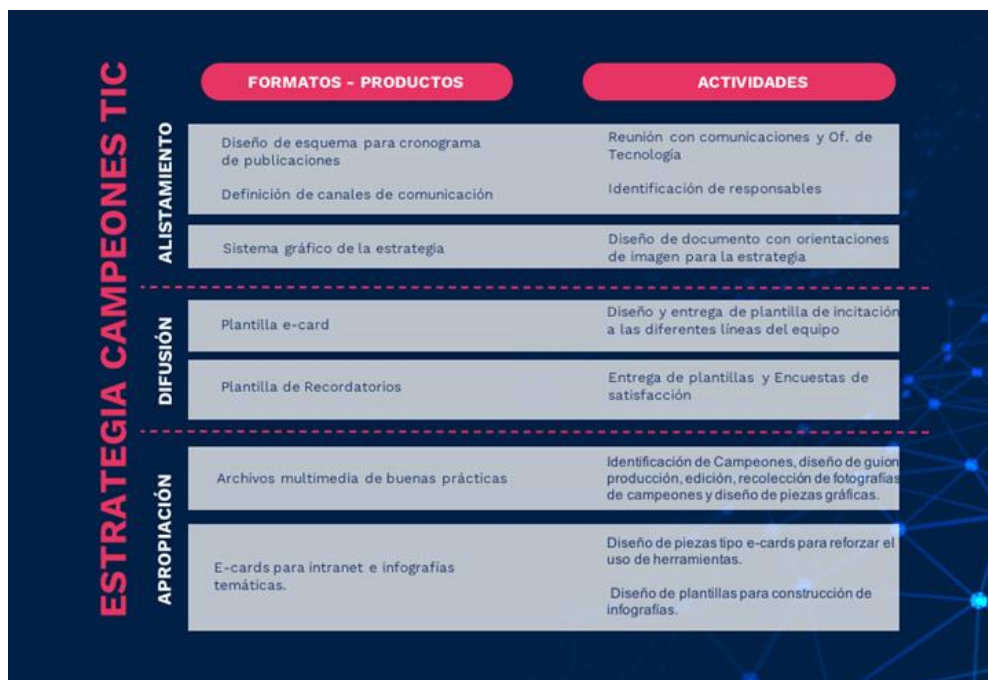 ESTRATEGIA CAMPEONES TIC
FORMATOS - PRODUCTOS
ACTIVIDADES
ALISTAMIENTO
Diseño de esquema para cronograma
de publicaciones
Definición de canales de comunicación
Reunión con comunicaciones y Of. de
Tecnología
Identificación de responsables
Sistema gráfico de la estrategia
Diseño de documento con orientaciones
de imagen para la estrategia
DIFUSIÓN
Plantilla e-card
Diseño y entrega de plantilla de incitación
a las diferentes líneas del equipo
Plantilla de Recordatorios
Entrega de plantillas y Encuestas de
satisfacción
APROPIACIÓN
Archivos multimedia de buenas prácticas
Identificación de Campeones, diseño de guion
producción, edición, recolección de fotografías
de campeones y diseño de piezas gráficas.
E-cards para intranet e infografías
temáticas.
Diseño de piezas tipo e-cards para reforzar el
uso de herramientas.
Diseño de plantillas para construcción de
infografías.